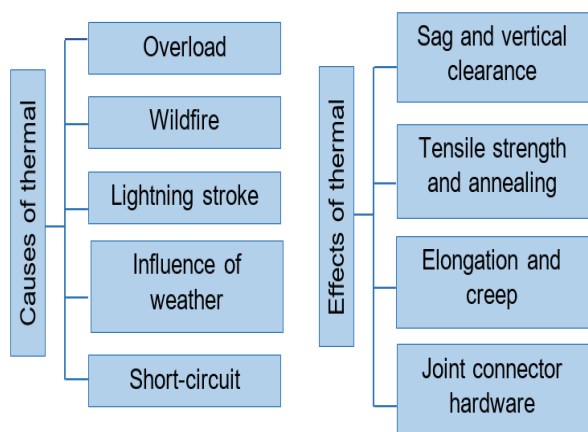 Causes of thermal
Overload
Wildfire
Lightning stroke
Influence of
weather
Short-circuit
Effects of thermal
Sag and vertical
clearance
Tensile strength
and annealing
Elongation and
creep
Joint connector
hardware